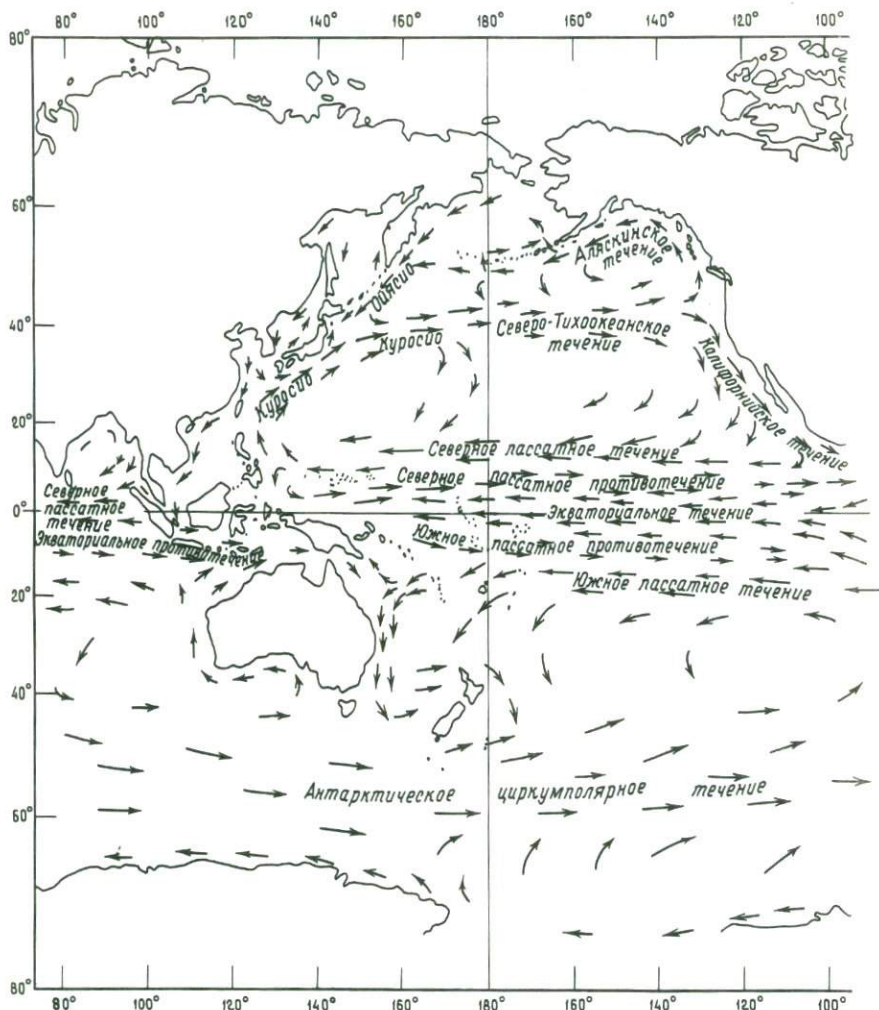 80° 100° 120° 140° 160° 180° 160° 140° 120° 100°
80°
60°
Аляскинское
течение
Ойясио
40°
Куросио
Северо-Тихоокеанское
течение
Куросио
Калифорнийское течение
20°
Северное пассатное течение
Северное пассатное противотечение
Северное
пассатное
течение
0°
Экваториальное течение
Экваториальное противотечение
Южное пассатное противотечение
Южное пассатное течение
20°
40°
Антарктическое циркумполярное течение
60°
80°
80° 100° 120° 140° 160° 180° 160° 140° 120° 100°